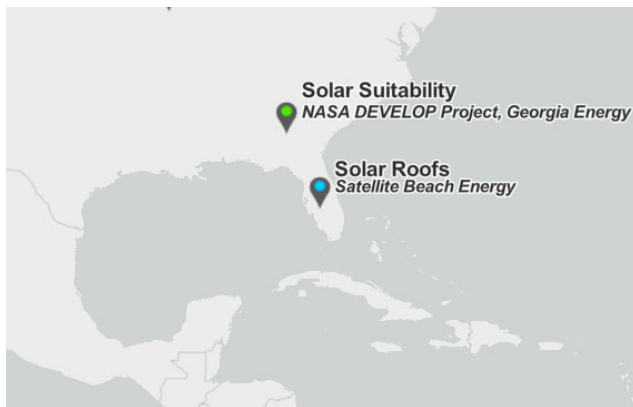 Solar Suitability
NASA DEVELOP Project, Georgia Energy
Solar Roofs
Satellite Beach Energy